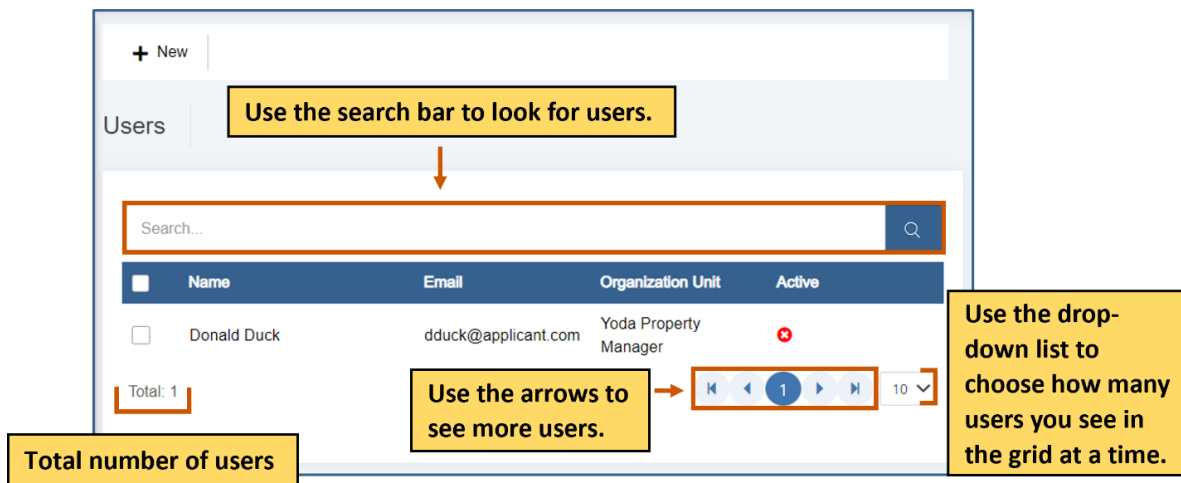 + New
Users
Use the search bar to look for users.
Search...
Name Email Organization Unit Active
Donald Duck dduck@applicant.com Yoda Property
Manager
Total: 1
Use the arrows to
see more users.
1
10
Use the drop-
down list to
choose how many
users you see in
the grid at a time.
Total number of users